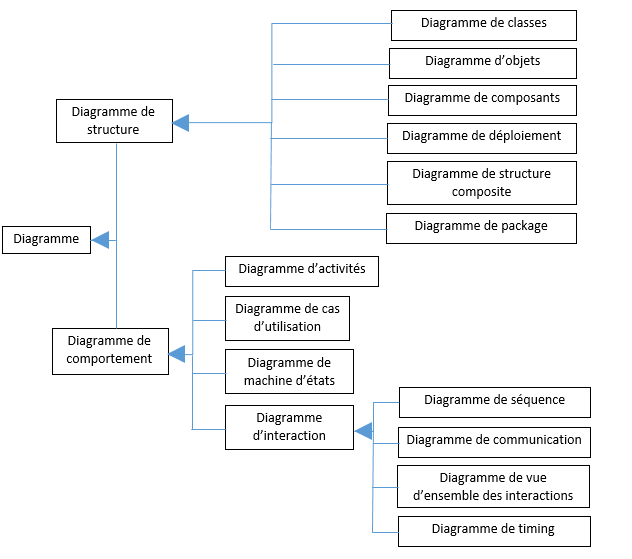 Diagramme de classes
Diagramme d'objets
Diagramme de composants
Diagramme de
structure
Diagramme de déploiement
Diagramme de structure
composite
Diagramme de package
Diagramme
Diagramme d'activités
Diagramme de cas
d'utilisation
Diagramme de
comportement
Diagramme de
machine d'états
Diagramme
d'interaction
Diagramme de séquence
Diagramme de communication
Diagramme de vue
d'ensemble des interactions
Diagramme de timing